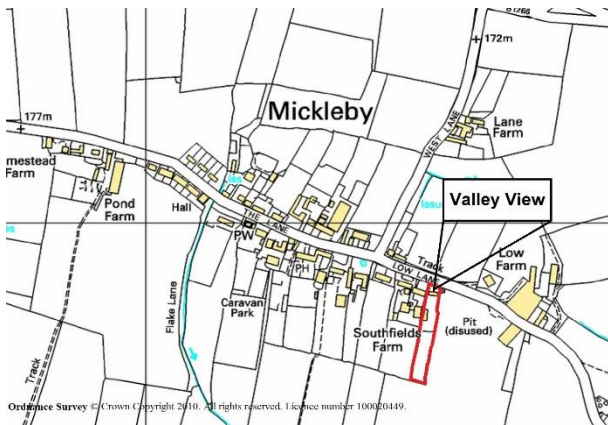 172m
Mickleby
177m
Lane
Farm
WEST LANE
mestead
Farm
Pond
Farm
Hall
THE LANE
Valley View
PW
Track
LOW LANE
Low
Farm
PH
Flake Lane
Caravan
Park
Southfields
Farm
Pit
(disused)
Track
Ordnance Survey © Crown Copyright 2010. All rights reserved. Licence number 100020449.